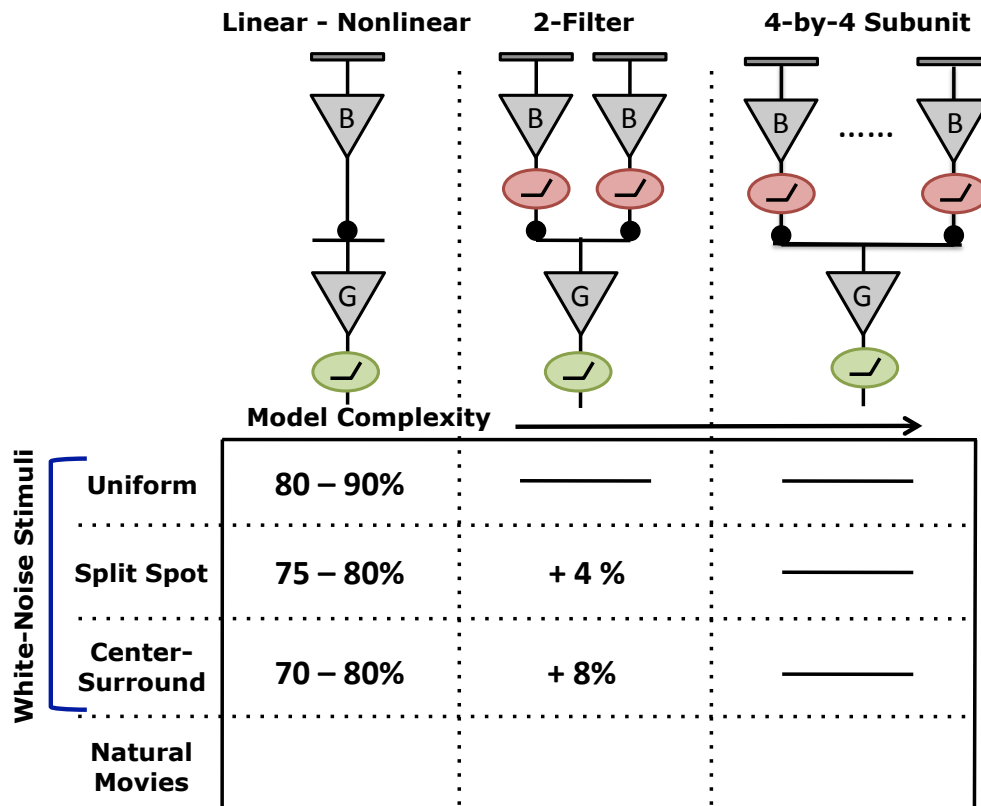 Linear - Nonlinear 2-Filter 4-by-4 Subunit
B B B B ...... B
G G G
Model Complexity
White-Noise Stimuli
Uniform 80 – 90%
Split Spot 75 – 80% + 4 %
Center-
Surround 70 – 80% + 8%
Natural
Movies